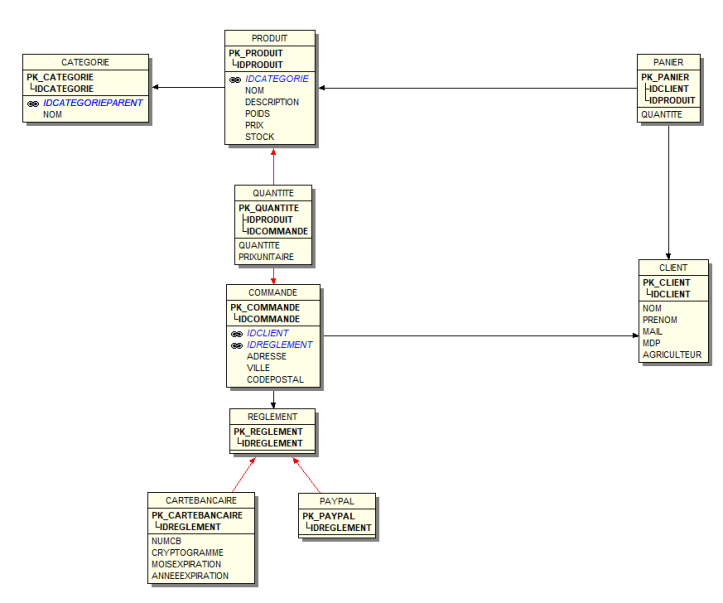 PRODUIT
PK_PRODUIT
IDPRODUIT
IDCATEGORIE
NOM
DESCRIPTION
POIDS
PRIX
STOCK
CATEGORIE
PK_CATEGORIE
IDCATEGORIE
IDCATEGORIEPARENT
NOM
PANIER
PK_PANIER
IDCLIENT
IDPRODUIT
QUANTITE
QUANTITE
PK_QUANTITE
IDPRODUIT
IDCOMMANDE
QUANTITE
PRIXUNITAIRE
CLIENT
PK_CLIENT
IDCLIENT
NOM
PRENOM
MAIL
MDP
AGRICULTEUR
COMMANDE
PK_COMMANDE
IDCOMMANDE
IDCLIENT
IDREGLEMENT
ADRESSE
VILLE
CODEPOSTAL
REGLEMENT
PK_REGLEMENT
IDREGLEMENT
CARTEBANCAIRE
PK_CARTEBANCAIRE
IDREGLEMENT
NUMCB
CRYPTOGRAMME
MOISEXPIRATION
ANNEEEXPIRATION
PAYPAL
PK_PAYPAL
IDREGLEMENT